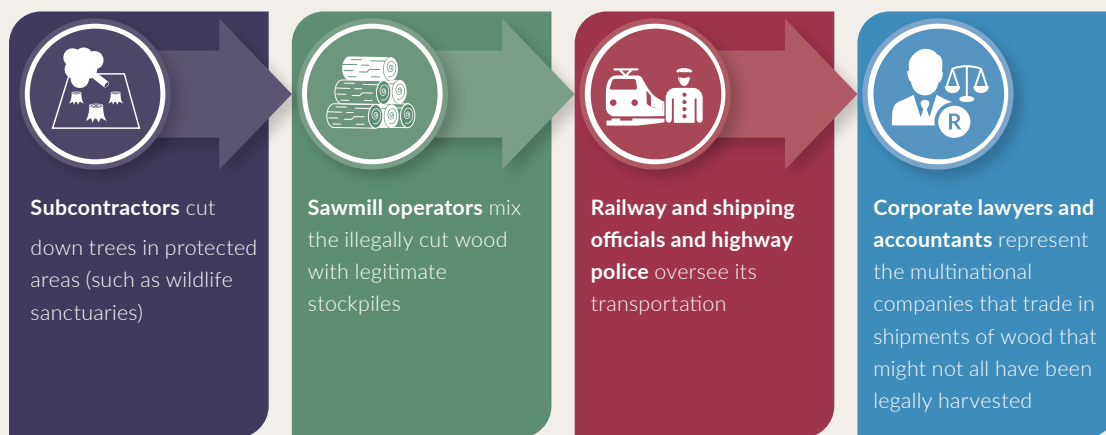 R
Subcontractors cut
down trees in protected
areas (such as wildlife
sanctuaries)
Sawmill operators mix
the illegally cut wood
with legitimate
stockpiles
Railway and shipping
officials and highway
police oversee its
transportation
Corporate lawyers and
accountants represent
the multinational
companies that trade in
shipments of wood that
might not all have been
legally harvested